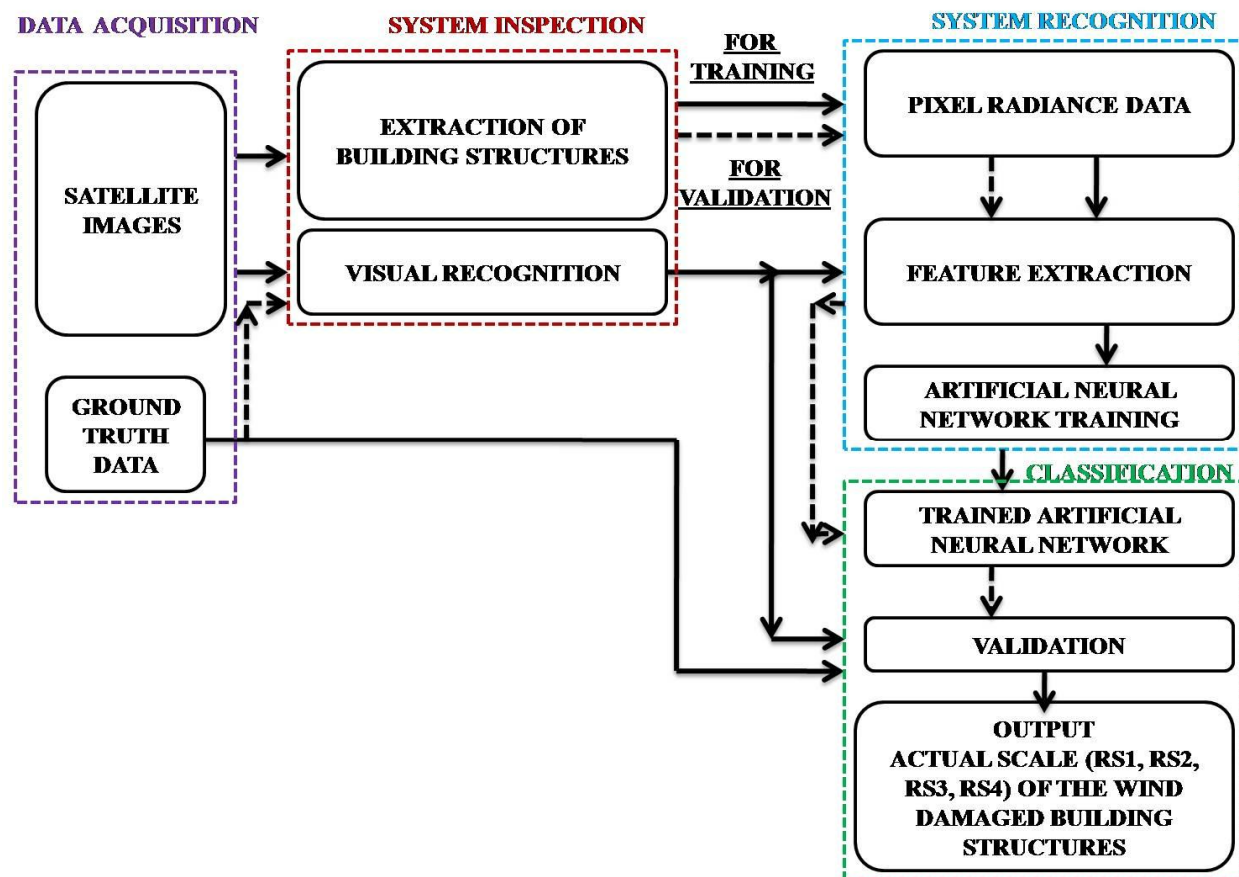 DATA ACQUISITION
SATELLITE
IMAGES
GROUND
TRUTH
DATA
SYSTEM INSPECTION
EXTRACTION OF
BUILDING STRUCTURES
VISUAL RECOGNITION
FOR
TRAINING
FOR
VALIDATION
SYSTEM RECOGNITION
PIXEL RADIANCE DATA
FEATURE EXTRACTION
ARTIFICIAL NEURAL
NETWORK TRAINING
CLASSIFICATION
TRAINED ARTIFICIAL
NEURAL NETWORK
VALIDATION
OUTPUT
ACTUAL SCALE (RS1, RS2,
RS3, RS4) OF THE WIND
DAMAGED BUILDING
STRUCTURES